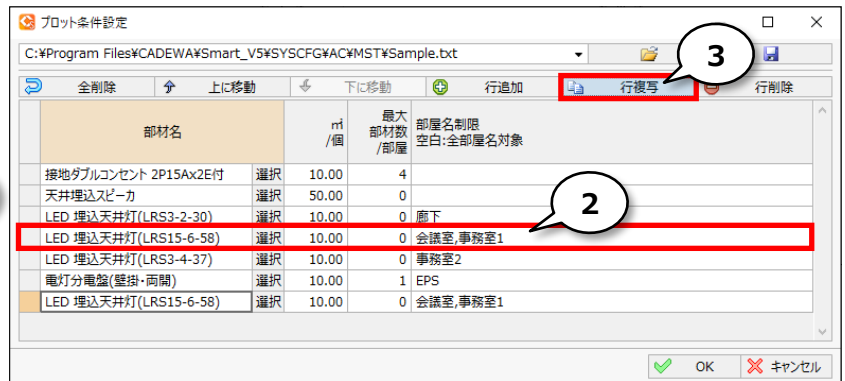 プロット条件設定
C:¥Program Files¥CADEWA¥Smart_V5¥SYSCFG¥AC¥MST¥Sample.txt
3
全削除 上に移動 下に移動 行追加 行複写 行削除
部材名 ㎡/個 最大部材数/部屋 部屋名制限 空白:全部屋名対象
接地ダブルコンセント 2P15Ax2E付 選択 10.00 4
天井埋込スピーカ 選択 50.00 0
2
LED 埋込天井灯(LRS3-2-30) 選択 10.00 0 廊下
LED 埋込天井灯(LRS15-6-58) 選択 10.00 0 会議室,事務室1
LED 埋込天井灯(LRS3-4-37) 選択 10.00 0 事務室2
電灯分電盤(壁掛・両開) 選択 10.00 1 EPS
LED 埋込天井灯(LRS15-6-58) 選択 10.00 0 会議室,事務室1
OK キャンセル